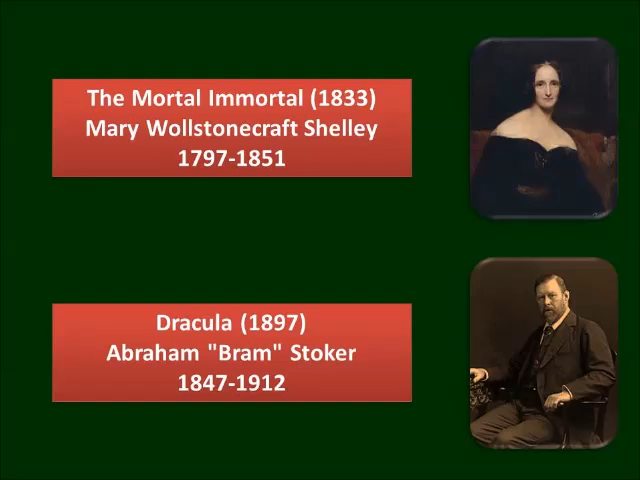 The Mortal Immortal (1833)
Mary Wollstonecraft Shelley
1797-1851
Dracula (1897)
Abraham "Bram" Stoker
1847-1912